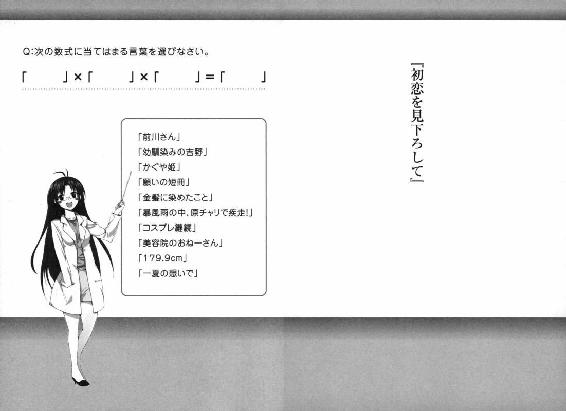 Q:次の数式に当てはまる言葉を選びなさい。
「　　」×「　　」×「　　」=「　　」
「前川さん」
「幼馴染みの吉野」
「かぐや姫」
「願いの短冊」
「金髪に染めたこと」
「暴風雨の中、原チャリで疾走!」
「コスプレ継続」
「美容院のおねーさん」
「179.9cm」
「一夏の想いで」
『初恋を見下ろして』